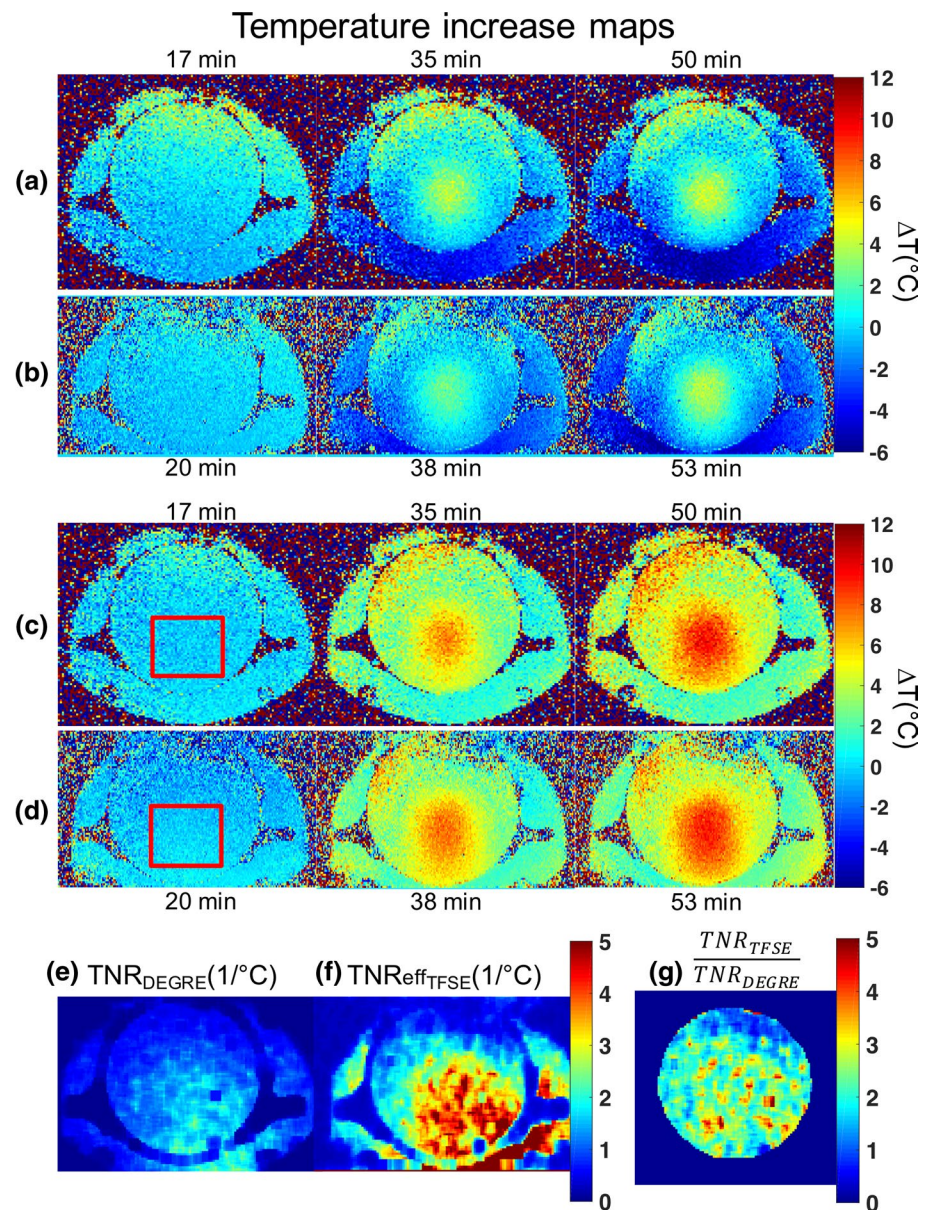 Temperature increase maps
17 min 35 min 50 min
(a)
(b)
12
10
8
6
4
2
0
-2
-4
-6
ΔT(°C)
20 min 38 min 53 min
17 min 35 min 50 min
(c)
(d)
12
10
8
6
4
2
0
-2
-4
-6
ΔT(°C)
20 min 38 min 53 min
(e) TNR_DEGRE(1/°C)
(f) TNReff_TFSE(1/°C)
5
4
3
2
1
0
(g) TNR_TFSE
TNR_DEGRE
5
4
3
2
1
0